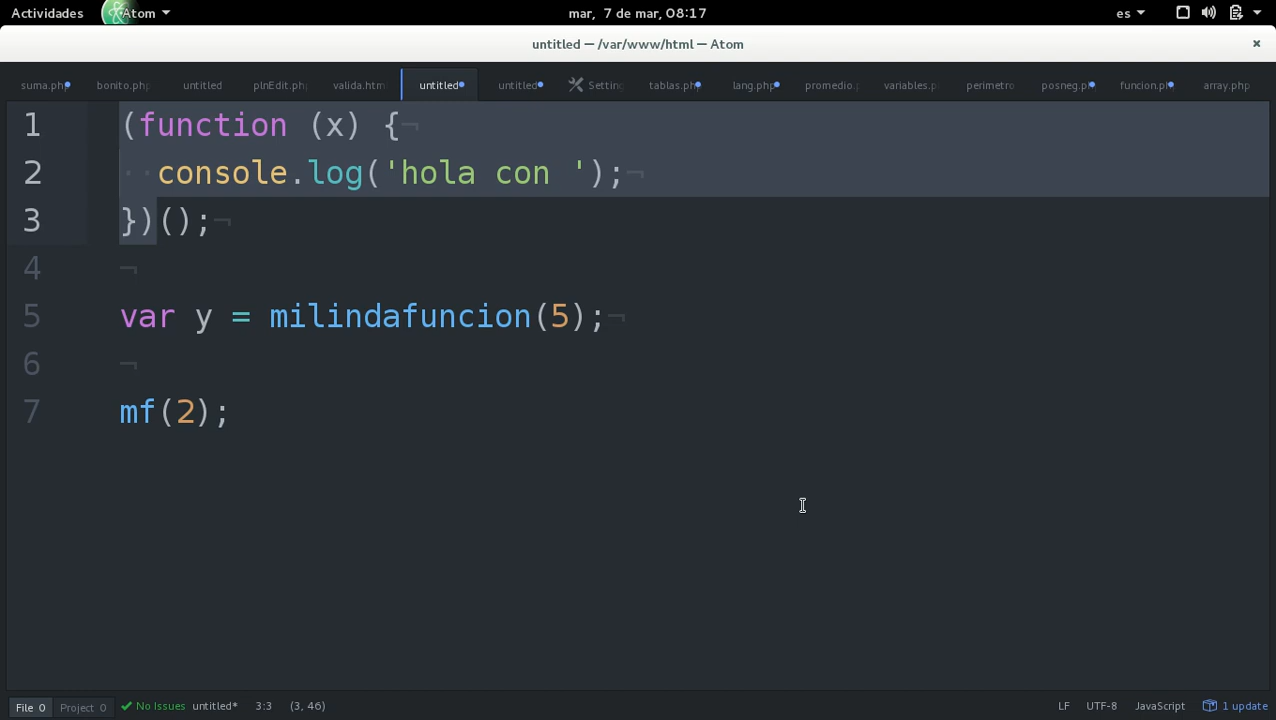 Actividades Atom mar, 7 de mar, 08:17 es
untitled — /var/www/html — Atom ×
suma.php bonito.php untitled plnEdit.php valida.htm untitled untitled Setting tablas.php lang.php promedio. variables.p perimetro posneg.p funcion.p array.php
1 (function (x) {¬
2 ··console.log('hola con ');¬
3 })();¬
4 ¬
5 var y = milindafuncion(5);¬
6 ¬
7 mf(2);
File 0 Project 0 No Issues untitled* 3:3 (3, 46) LF UTF-8 JavaScript 1 update